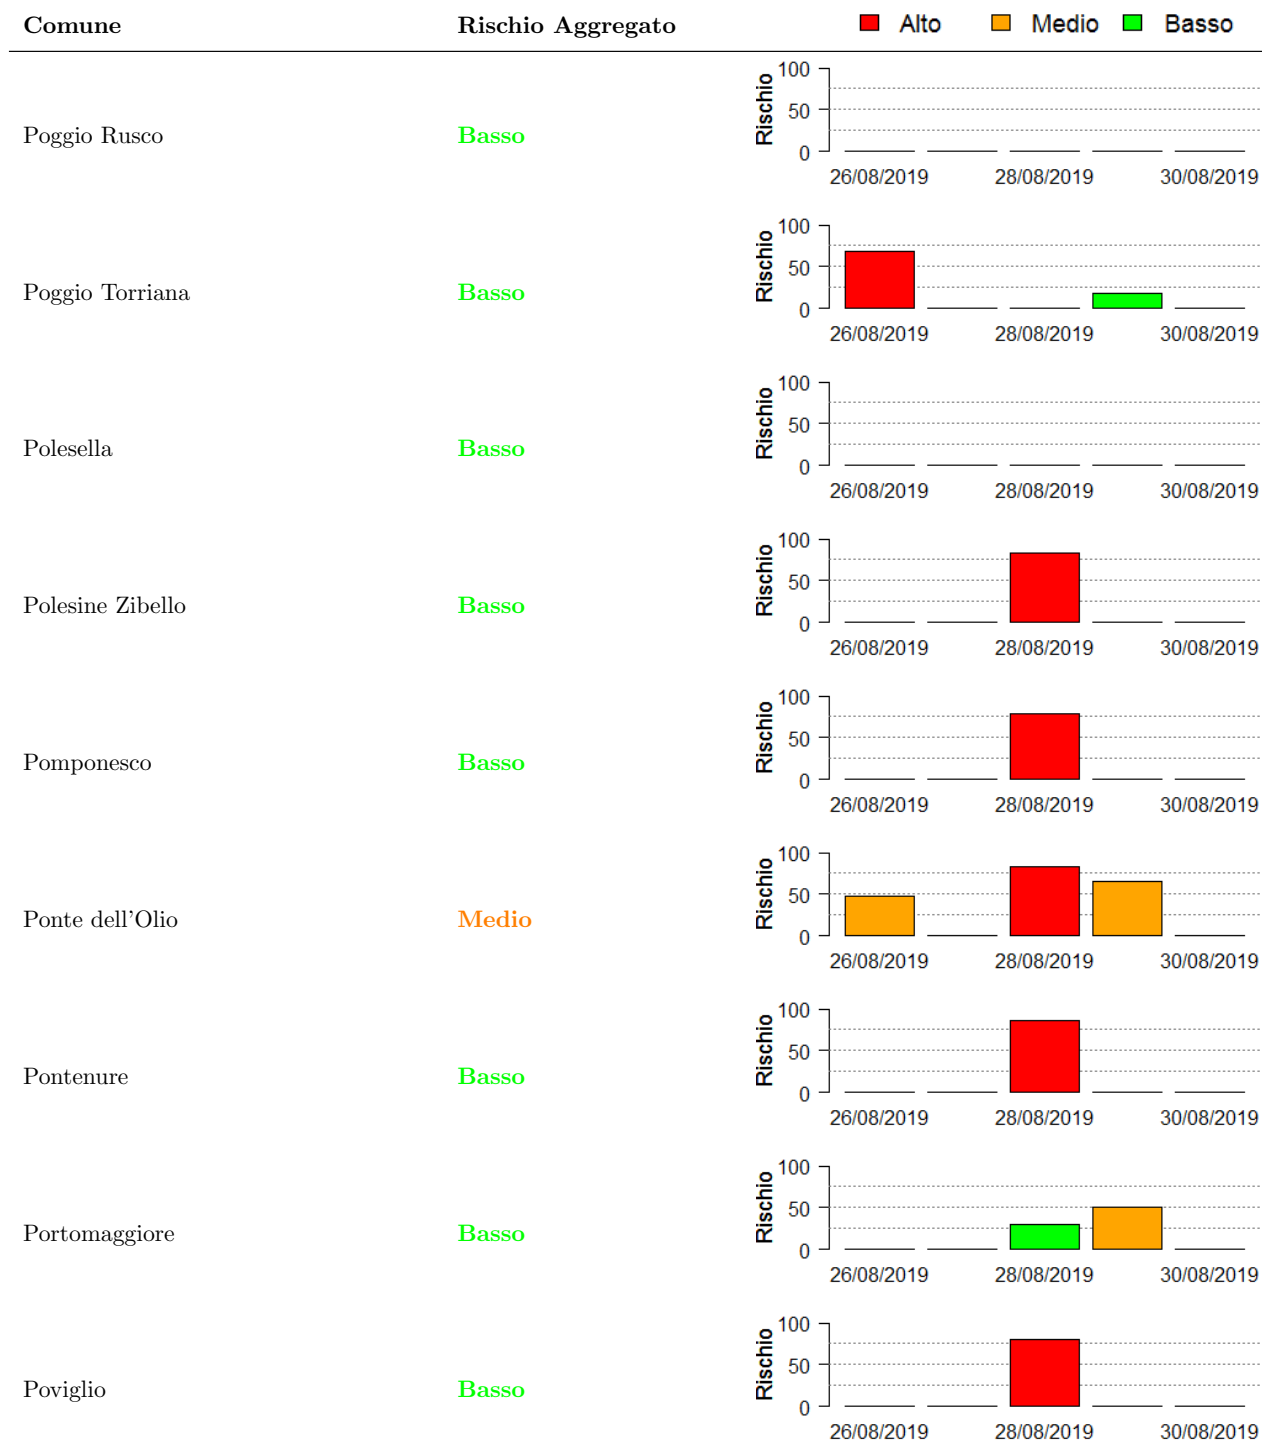 Comune Rischio Aggregato Alto Medio Basso
100
50
0
Rischio
Poggio Rusco Basso
26/08/2019 28/08/2019 30/08/2019
100
50
0
Rischio
Poggio Torriana Basso
26/08/2019 28/08/2019 30/08/2019
100
50
0
Rischio
Polesella Basso
26/08/2019 28/08/2019 30/08/2019
100
50
0
Rischio
Polesine Zibello Basso
26/08/2019 28/08/2019 30/08/2019
100
50
0
Rischio
Pomponesco Basso
26/08/2019 28/08/2019 30/08/2019
100
50
0
Rischio
Ponte dell'Olio Medio
26/08/2019 28/08/2019 30/08/2019
100
50
0
Rischio
Pontenure Basso
26/08/2019 28/08/2019 30/08/2019
100
50
0
Rischio
Portomaggiore Basso
26/08/2019 28/08/2019 30/08/2019
100
50
0
Rischio
Poviglio Basso
26/08/2019 28/08/2019 30/08/2019